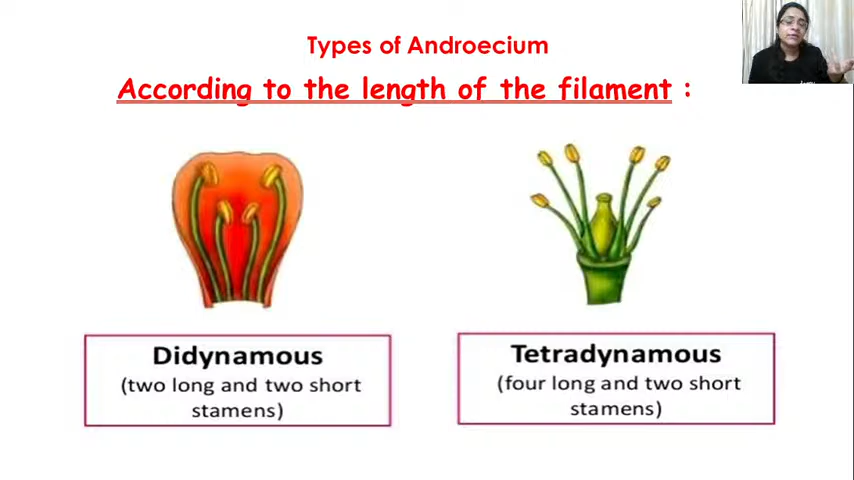 Types of Androecium
According to the length of the filament :
Didynamous
(two long and two short
stamens)
Tetradynamous
(four long and two short
stamens)